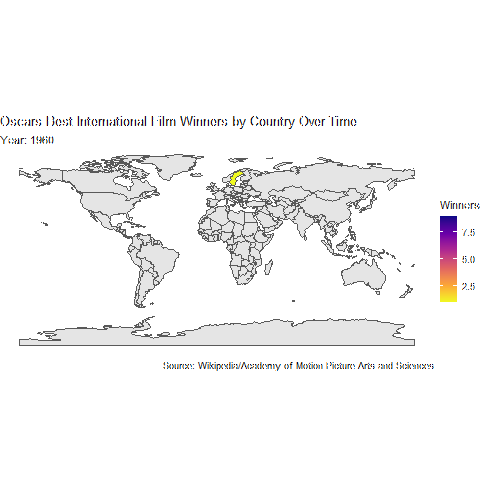 Oscars Best International Film Winners by Country Over Time
Year: 1960
Winners
7.5
5.0
2.5
Source: Wikipedia/Academy of Motion Picture Arts and Sciences